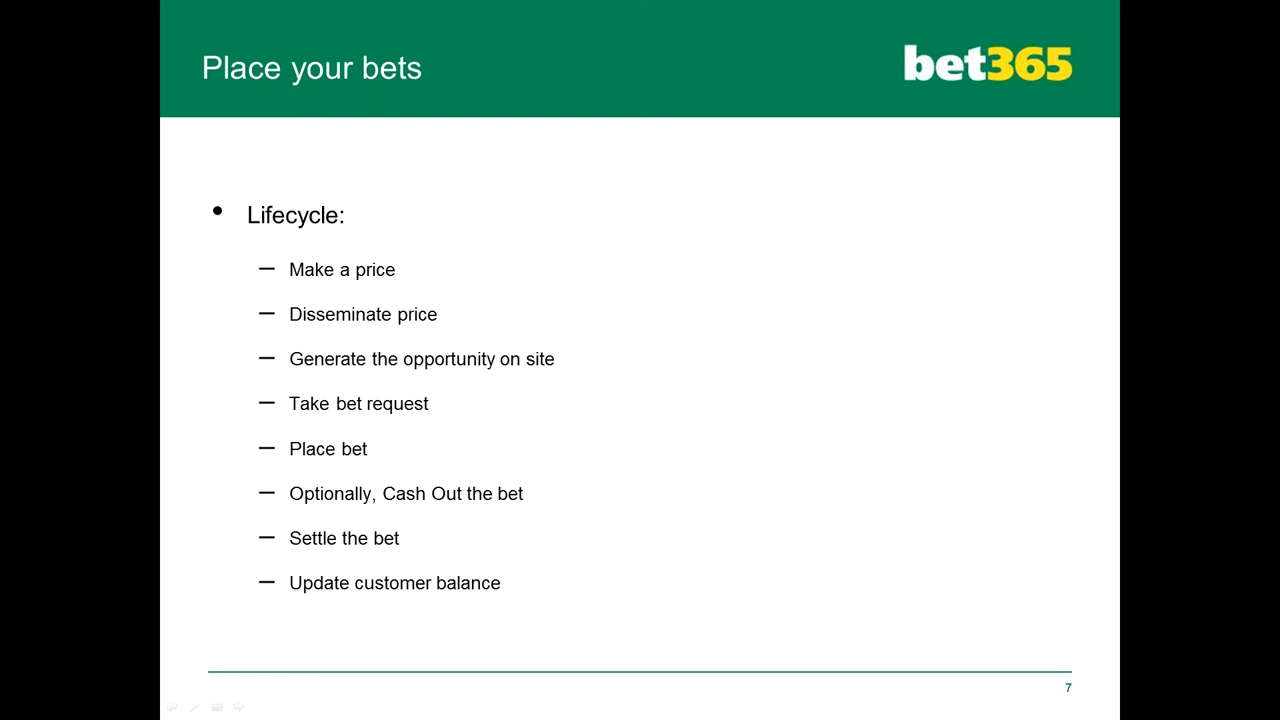 Place your bets
bet365
• Lifecycle:
– Make a price
– Disseminate price
– Generate the opportunity on site
– Take bet request
– Place bet
– Optionally, Cash Out the bet
– Settle the bet
– Update customer balance
7